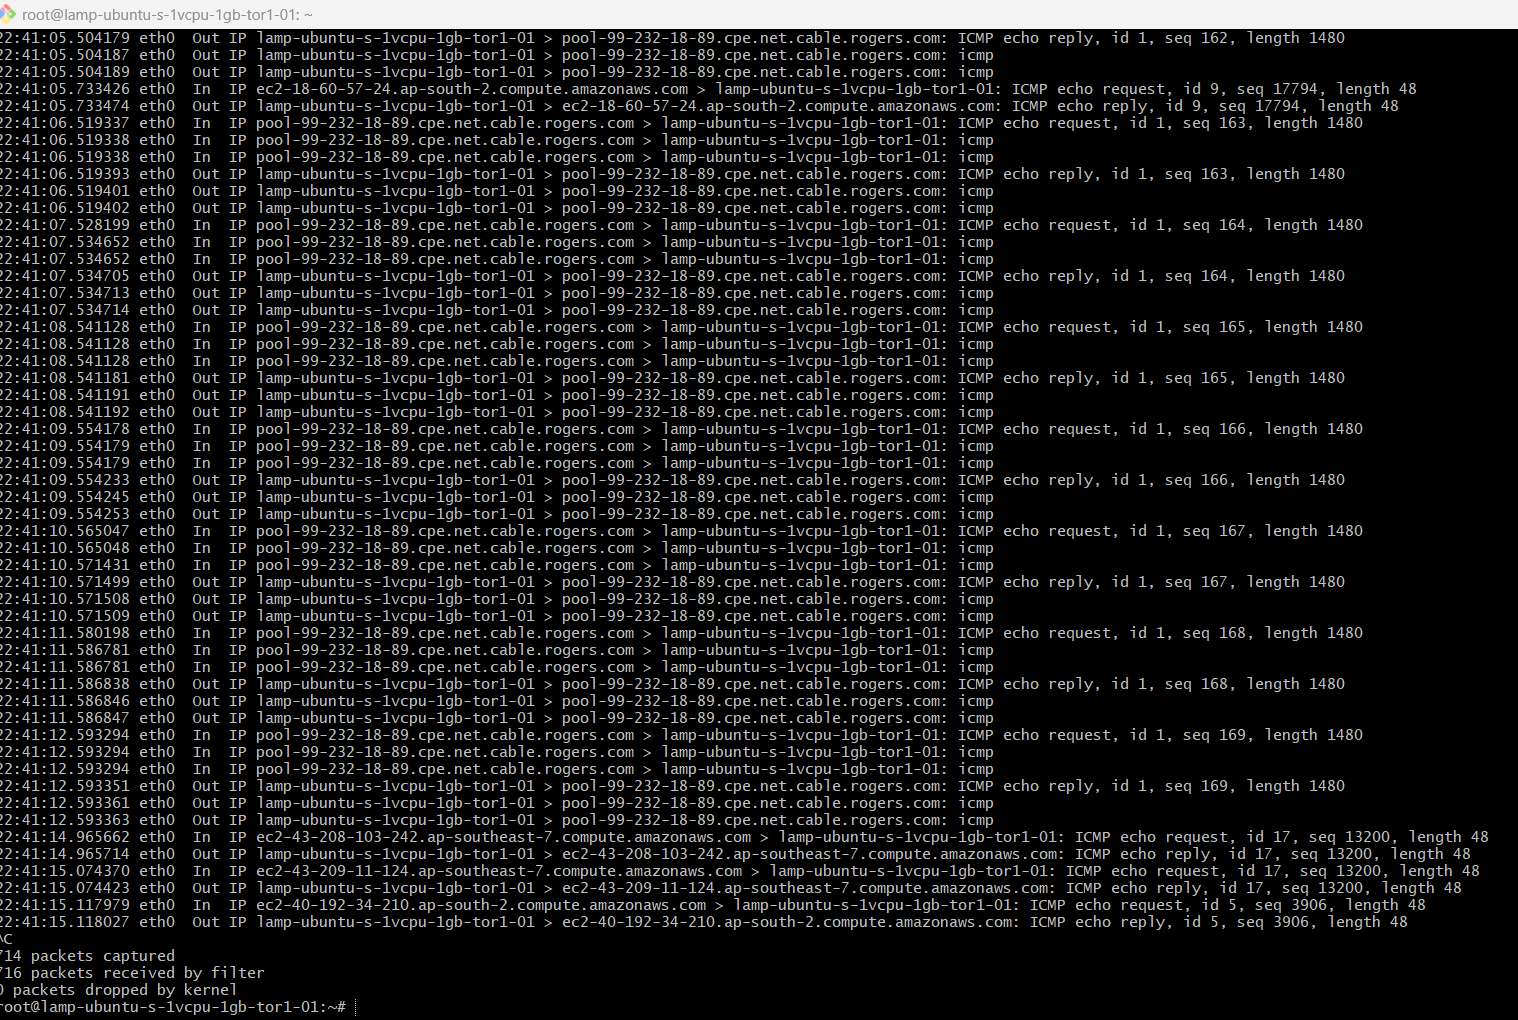 root@lamp-ubuntu-s-1vcpu-1gb-tor1-01: ~
22:41:05.504179 eth0  Out IP lamp-ubuntu-s-1vcpu-1gb-tor1-01 > pool-99-232-18-89.cpe.net.cable.rogers.com: ICMP echo reply, id 1, seq 162, length 1480
22:41:05.504187 eth0  Out IP lamp-ubuntu-s-1vcpu-1gb-tor1-01 > pool-99-232-18-89.cpe.net.cable.rogers.com: icmp
22:41:05.504189 eth0  Out IP lamp-ubuntu-s-1vcpu-1gb-tor1-01 > pool-99-232-18-89.cpe.net.cable.rogers.com: icmp
22:41:05.733426 eth0  In  IP ec2-18-60-57-24.ap-south-2.compute.amazonaws.com > lamp-ubuntu-s-1vcpu-1gb-tor1-01: ICMP echo request, id 9, seq 17794, length 48
22:41:05.733474 eth0  Out IP lamp-ubuntu-s-1vcpu-1gb-tor1-01 > ec2-18-60-57-24.ap-south-2.compute.amazonaws.com: ICMP echo reply, id 9, seq 17794, length 48
22:41:06.519337 eth0  In  IP pool-99-232-18-89.cpe.net.cable.rogers.com > lamp-ubuntu-s-1vcpu-1gb-tor1-01: ICMP echo request, id 1, seq 163, length 1480
22:41:06.519338 eth0  In  IP pool-99-232-18-89.cpe.net.cable.rogers.com > lamp-ubuntu-s-1vcpu-1gb-tor1-01: icmp
22:41:06.519338 eth0  In  IP pool-99-232-18-89.cpe.net.cable.rogers.com > lamp-ubuntu-s-1vcpu-1gb-tor1-01: icmp
22:41:06.519393 eth0  Out IP lamp-ubuntu-s-1vcpu-1gb-tor1-01 > pool-99-232-18-89.cpe.net.cable.rogers.com: ICMP echo reply, id 1, seq 163, length 1480
22:41:06.519401 eth0  Out IP lamp-ubuntu-s-1vcpu-1gb-tor1-01 > pool-99-232-18-89.cpe.net.cable.rogers.com: icmp
22:41:06.519402 eth0  Out IP lamp-ubuntu-s-1vcpu-1gb-tor1-01 > pool-99-232-18-89.cpe.net.cable.rogers.com: icmp
22:41:07.528199 eth0  In  IP pool-99-232-18-89.cpe.net.cable.rogers.com > lamp-ubuntu-s-1vcpu-1gb-tor1-01: ICMP echo request, id 1, seq 164, length 1480
22:41:07.534652 eth0  In  IP pool-99-232-18-89.cpe.net.cable.rogers.com > lamp-ubuntu-s-1vcpu-1gb-tor1-01: icmp
22:41:07.534652 eth0  In  IP pool-99-232-18-89.cpe.net.cable.rogers.com > lamp-ubuntu-s-1vcpu-1gb-tor1-01: icmp
22:41:07.534705 eth0  Out IP lamp-ubuntu-s-1vcpu-1gb-tor1-01 > pool-99-232-18-89.cpe.net.cable.rogers.com: ICMP echo reply, id 1, seq 164, length 1480
22:41:07.534713 eth0  Out IP lamp-ubuntu-s-1vcpu-1gb-tor1-01 > pool-99-232-18-89.cpe.net.cable.rogers.com: icmp
22:41:07.534714 eth0  Out IP lamp-ubuntu-s-1vcpu-1gb-tor1-01 > pool-99-232-18-89.cpe.net.cable.rogers.com: icmp
22:41:08.541128 eth0  In  IP pool-99-232-18-89.cpe.net.cable.rogers.com > lamp-ubuntu-s-1vcpu-1gb-tor1-01: ICMP echo request, id 1, seq 165, length 1480
22:41:08.541128 eth0  In  IP pool-99-232-18-89.cpe.net.cable.rogers.com > lamp-ubuntu-s-1vcpu-1gb-tor1-01: icmp
22:41:08.541128 eth0  In  IP pool-99-232-18-89.cpe.net.cable.rogers.com > lamp-ubuntu-s-1vcpu-1gb-tor1-01: icmp
22:41:08.541181 eth0  Out IP lamp-ubuntu-s-1vcpu-1gb-tor1-01 > pool-99-232-18-89.cpe.net.cable.rogers.com: ICMP echo reply, id 1, seq 165, length 1480
22:41:08.541191 eth0  Out IP lamp-ubuntu-s-1vcpu-1gb-tor1-01 > pool-99-232-18-89.cpe.net.cable.rogers.com: icmp
22:41:08.541192 eth0  Out IP lamp-ubuntu-s-1vcpu-1gb-tor1-01 > pool-99-232-18-89.cpe.net.cable.rogers.com: icmp
22:41:09.554178 eth0  In  IP pool-99-232-18-89.cpe.net.cable.rogers.com > lamp-ubuntu-s-1vcpu-1gb-tor1-01: ICMP echo request, id 1, seq 166, length 1480
22:41:09.554179 eth0  In  IP pool-99-232-18-89.cpe.net.cable.rogers.com > lamp-ubuntu-s-1vcpu-1gb-tor1-01: icmp
22:41:09.554179 eth0  In  IP pool-99-232-18-89.cpe.net.cable.rogers.com > lamp-ubuntu-s-1vcpu-1gb-tor1-01: icmp
22:41:09.554233 eth0  Out IP lamp-ubuntu-s-1vcpu-1gb-tor1-01 > pool-99-232-18-89.cpe.net.cable.rogers.com: ICMP echo reply, id 1, seq 166, length 1480
22:41:09.554245 eth0  Out IP lamp-ubuntu-s-1vcpu-1gb-tor1-01 > pool-99-232-18-89.cpe.net.cable.rogers.com: icmp
22:41:09.554253 eth0  Out IP lamp-ubuntu-s-1vcpu-1gb-tor1-01 > pool-99-232-18-89.cpe.net.cable.rogers.com: icmp
22:41:10.565047 eth0  In  IP pool-99-232-18-89.cpe.net.cable.rogers.com > lamp-ubuntu-s-1vcpu-1gb-tor1-01: ICMP echo request, id 1, seq 167, length 1480
22:41:10.565048 eth0  In  IP pool-99-232-18-89.cpe.net.cable.rogers.com > lamp-ubuntu-s-1vcpu-1gb-tor1-01: icmp
22:41:10.571431 eth0  In  IP pool-99-232-18-89.cpe.net.cable.rogers.com > lamp-ubuntu-s-1vcpu-1gb-tor1-01: icmp
22:41:10.571499 eth0  Out IP lamp-ubuntu-s-1vcpu-1gb-tor1-01 > pool-99-232-18-89.cpe.net.cable.rogers.com: ICMP echo reply, id 1, seq 167, length 1480
22:41:10.571508 eth0  Out IP lamp-ubuntu-s-1vcpu-1gb-tor1-01 > pool-99-232-18-89.cpe.net.cable.rogers.com: icmp
22:41:10.571509 eth0  Out IP lamp-ubuntu-s-1vcpu-1gb-tor1-01 > pool-99-232-18-89.cpe.net.cable.rogers.com: icmp
22:41:11.580198 eth0  In  IP pool-99-232-18-89.cpe.net.cable.rogers.com > lamp-ubuntu-s-1vcpu-1gb-tor1-01: ICMP echo request, id 1, seq 168, length 1480
22:41:11.586781 eth0  In  IP pool-99-232-18-89.cpe.net.cable.rogers.com > lamp-ubuntu-s-1vcpu-1gb-tor1-01: icmp
22:41:11.586781 eth0  In  IP pool-99-232-18-89.cpe.net.cable.rogers.com > lamp-ubuntu-s-1vcpu-1gb-tor1-01: icmp
22:41:11.586838 eth0  Out IP lamp-ubuntu-s-1vcpu-1gb-tor1-01 > pool-99-232-18-89.cpe.net.cable.rogers.com: ICMP echo reply, id 1, seq 168, length 1480
22:41:11.586846 eth0  Out IP lamp-ubuntu-s-1vcpu-1gb-tor1-01 > pool-99-232-18-89.cpe.net.cable.rogers.com: icmp
22:41:11.586847 eth0  Out IP lamp-ubuntu-s-1vcpu-1gb-tor1-01 > pool-99-232-18-89.cpe.net.cable.rogers.com: icmp
22:41:12.593294 eth0  In  IP pool-99-232-18-89.cpe.net.cable.rogers.com > lamp-ubuntu-s-1vcpu-1gb-tor1-01: ICMP echo request, id 1, seq 169, length 1480
22:41:12.593294 eth0  In  IP pool-99-232-18-89.cpe.net.cable.rogers.com > lamp-ubuntu-s-1vcpu-1gb-tor1-01: icmp
22:41:12.593294 eth0  In  IP pool-99-232-18-89.cpe.net.cable.rogers.com > lamp-ubuntu-s-1vcpu-1gb-tor1-01: icmp
22:41:12.593351 eth0  Out IP lamp-ubuntu-s-1vcpu-1gb-tor1-01 > pool-99-232-18-89.cpe.net.cable.rogers.com: ICMP echo reply, id 1, seq 169, length 1480
22:41:12.593361 eth0  Out IP lamp-ubuntu-s-1vcpu-1gb-tor1-01 > pool-99-232-18-89.cpe.net.cable.rogers.com: icmp
22:41:12.593363 eth0  Out IP lamp-ubuntu-s-1vcpu-1gb-tor1-01 > pool-99-232-18-89.cpe.net.cable.rogers.com: icmp
22:41:14.965662 eth0  In  IP ec2-43-208-103-242.ap-southeast-7.compute.amazonaws.com > lamp-ubuntu-s-1vcpu-1gb-tor1-01: ICMP echo request, id 17, seq 13200, length 48
22:41:14.965714 eth0  Out IP lamp-ubuntu-s-1vcpu-1gb-tor1-01 > ec2-43-208-103-242.ap-southeast-7.compute.amazonaws.com: ICMP echo reply, id 17, seq 13200, length 48
22:41:15.074370 eth0  In  IP ec2-43-209-11-124.ap-southeast-7.compute.amazonaws.com > lamp-ubuntu-s-1vcpu-1gb-tor1-01: ICMP echo request, id 17, seq 13200, length 48
22:41:15.074423 eth0  Out IP lamp-ubuntu-s-1vcpu-1gb-tor1-01 > ec2-43-209-11-124.ap-southeast-7.compute.amazonaws.com: ICMP echo reply, id 17, seq 13200, length 48
22:41:15.117979 eth0  In  IP ec2-40-192-34-210.ap-south-2.compute.amazonaws.com > lamp-ubuntu-s-1vcpu-1gb-tor1-01: ICMP echo request, id 5, seq 3906, length 48
22:41:15.118027 eth0  Out IP lamp-ubuntu-s-1vcpu-1gb-tor1-01 > ec2-40-192-34-210.ap-south-2.compute.amazonaws.com: ICMP echo reply, id 5, seq 3906, length 48
^C
714 packets captured
716 packets received by filter
0 packets dropped by kernel
root@lamp-ubuntu-s-1vcpu-1gb-tor1-01:~#